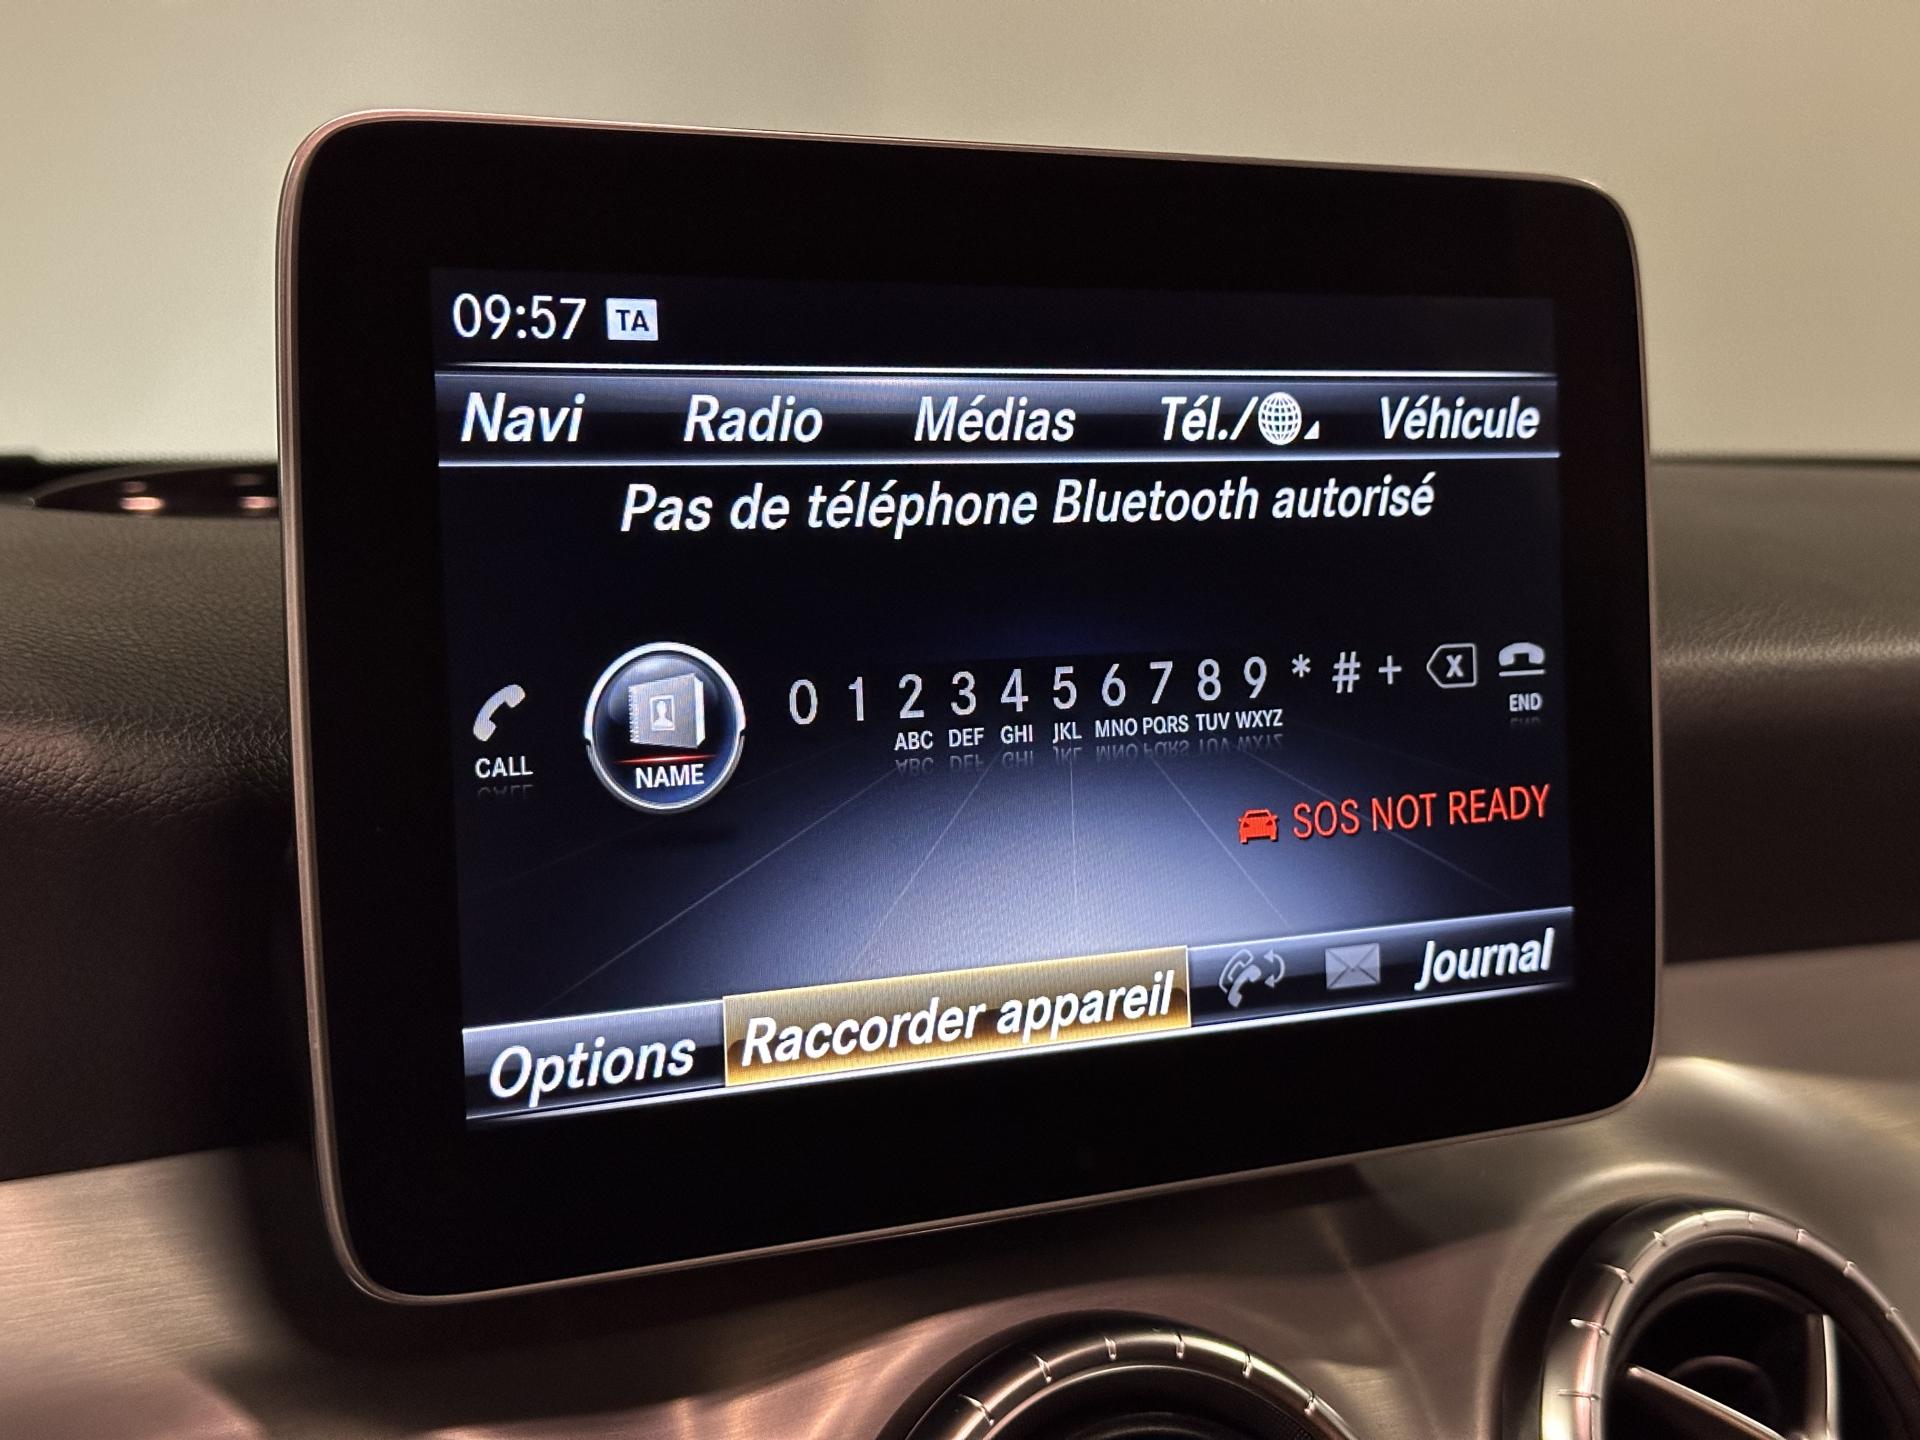 09:57 TA
Navi Radio Médias Tél./ Véhicule
Pas de téléphone Bluetooth autorisé
0 1 2 3 4 5 6 7 8 9 * # + X
ABC DEF GHI JKL MNO PQRS TUV WXYZ END
CALL NAME
SOS NOT READY
Options Raccorder appareil Journal